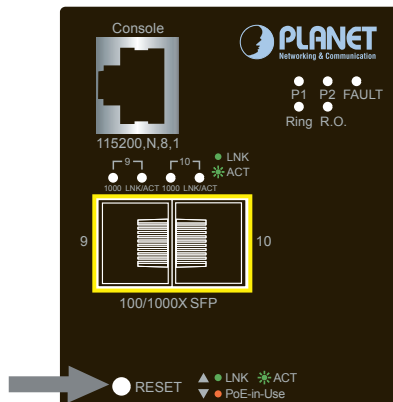 Console
PLANET
Networking & Communication
P1 P2 FAULT
Ring R.O.
115200,N,8,1
9 10 LNK
ACT
1000 LNK/ACT 1000 LNK/ACT
9 10
100/1000X SFP
RESET
LNK ACT
PoE-in-Use